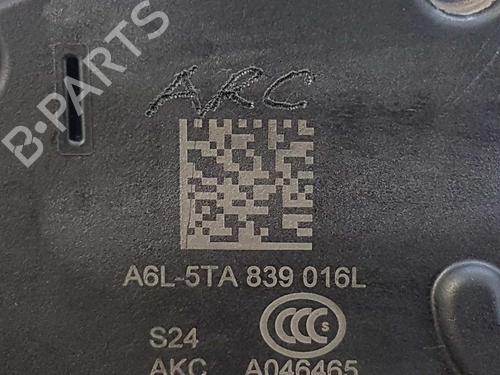 B-PARTS
ARC
A6L-5TA 839 016L
S24
CCC S
AKC A046465